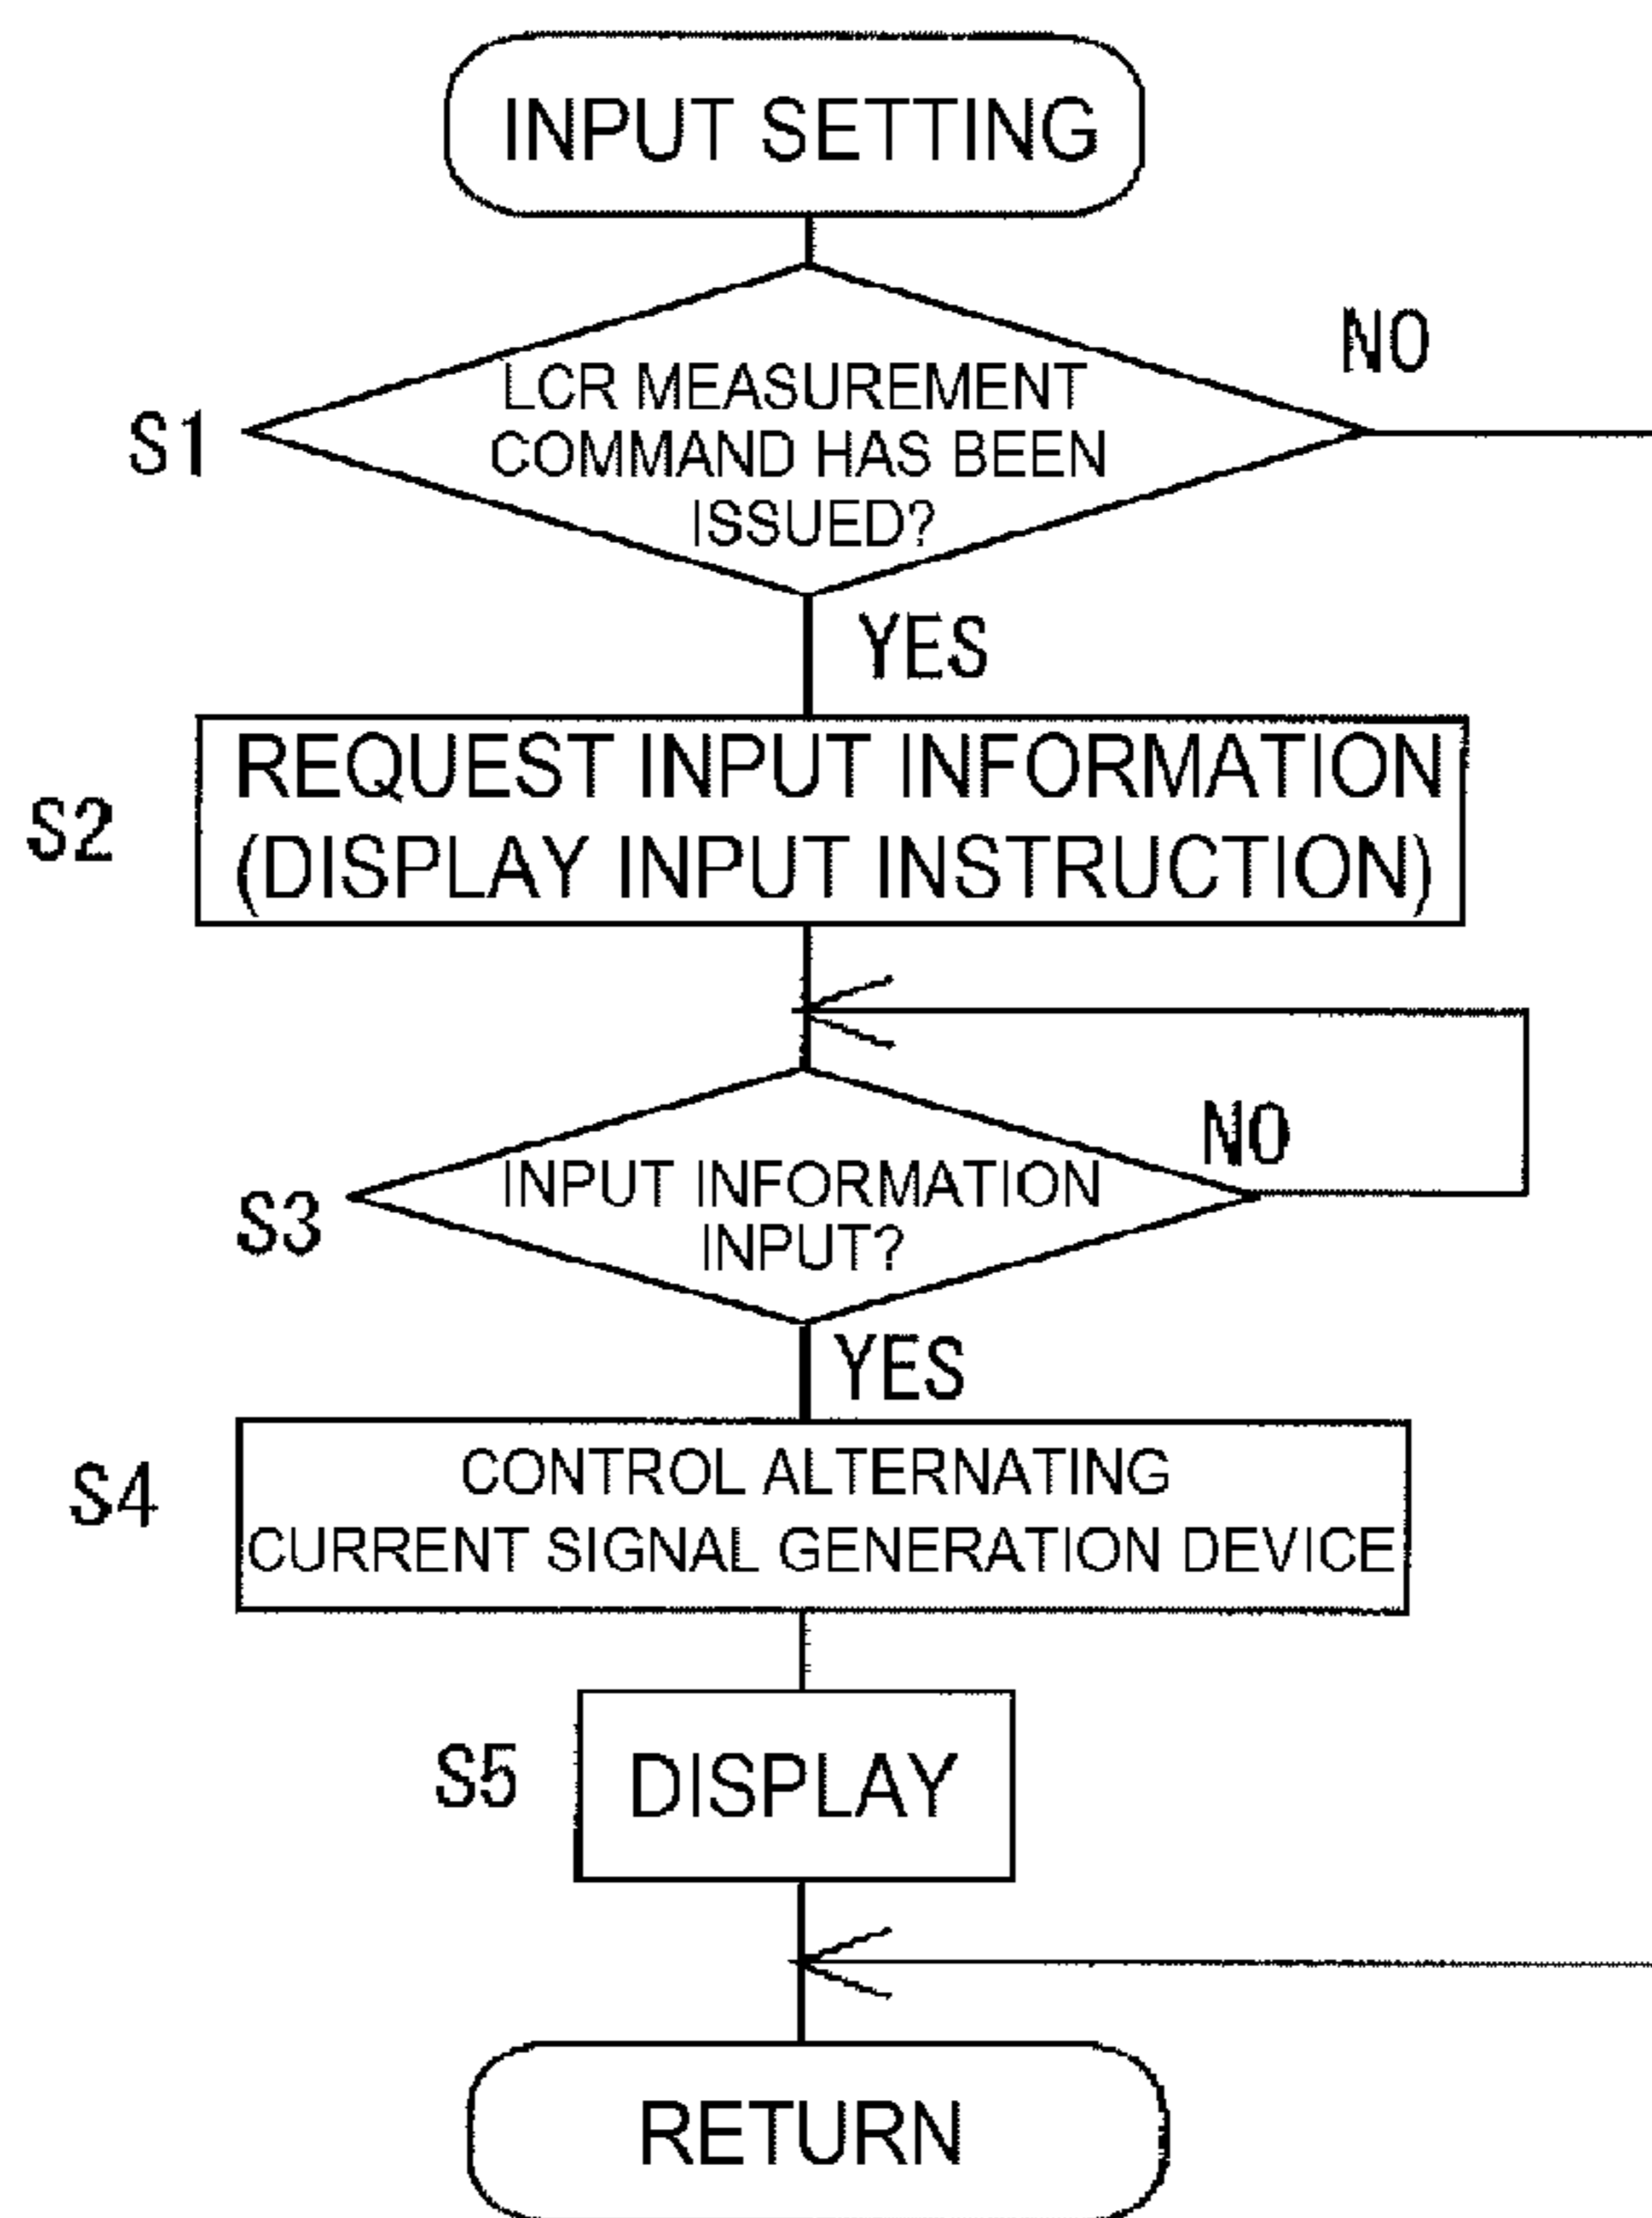 INPUT SETTING
NO
S1
LCR MEASUREMENT
COMMAND HAS BEEN
ISSUED?
YES
S2
REQUEST INPUT INFORMATION
(DISPLAY INPUT INSTRUCTION)
NO
S3
INPUT INFORMATION
INPUT?
YES
S4
CONTROL ALTERNATING
CURRENT SIGNAL GENERATION DEVICE
S5
DISPLAY
RETURN